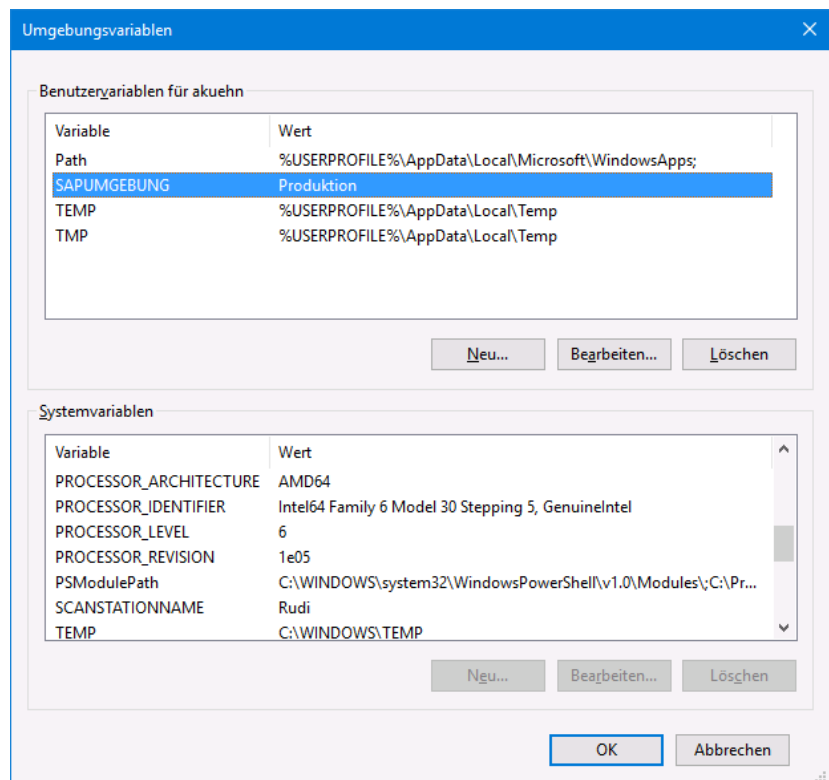 Umgebungsvariablen
Benutzervariablen für akuehn
Variable Wert
Path %USERPROFILE%\AppData\Local\Microsoft\WindowsApps;
SAPUMGEBUNG Produktion
TEMP %USERPROFILE%\AppData\Local\Temp
TMP %USERPROFILE%\AppData\Local\Temp
Neu... Bearbeiten... Löschen
Systemvariablen
Variable Wert
PROCESSOR_ARCHITECTURE AMD64
PROCESSOR_IDENTIFIER Intel64 Family 6 Model 30 Stepping 5, GenuineIntel
PROCESSOR_LEVEL 6
PROCESSOR_REVISION 1e05
PSModulePath C:\WINDOWS\system32\WindowsPowerShell\v1.0\Modules\;C:\Pr...
SCANSTATIONNAME Rudi
TEMP C:\WINDOWS\TEMP
Neu... Bearbeiten... Löschen
OK Abbrechen